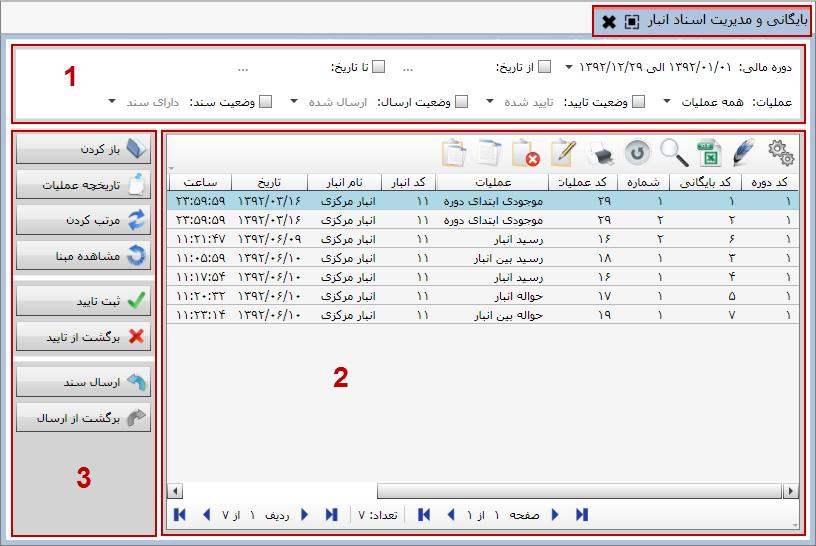 بایگانی و مدیریت اسناد انبار
1
دوره مالی: ۱۳۹۲/۰۱/۰۱ الی ۱۳۹۲/۱۲/۲۹ از تاریخ: ... تا تاریخ: ...
عملیات: همه عملیات وضعیت تایید: تایید شده وضعیت ارسال: ارسال شده وضعیت سند: دارای سند
کد دوره کد بایگانی شماره کد عملیات عملیات کد انبار نام انبار تاریخ ساعت
۱ ۱ ۱ ۲۹ موجودی ابتدای دوره ۱۱ انبار مرکزی ۱۳۹۲/۰۳/۱۶ ۲۳:۵۹:۵۹
۱ ۲ ۲ ۲۹ موجودی ابتدای دوره ۱۱ انبار مرکزی ۱۳۹۲/۰۳/۱۶ ۲۳:۵۹:۵۹
۱ ۶ ۲ ۱۶ رسید انبار ۱۱ انبار مرکزی ۱۳۹۲/۰۶/۰۹ ۱۱:۲۱:۴۷
۱ ۳ ۱ ۱۸ رسید بین انبار ۱۱ انبار مرکزی ۱۳۹۲/۰۶/۱۰ ۱۱:۰۵:۵۹
۱ ۴ ۱ ۱۶ رسید انبار ۱۱ انبار مرکزی ۱۳۹۲/۰۶/۱۰ ۱۱:۱۷:۵۴
۱ ۵ ۱ ۱۷ حواله انبار ۱۱ انبار مرکزی ۱۳۹۲/۰۶/۱۰ ۱۱:۲۰:۳۲
۱ ۷ ۱ ۱۹ حواله بین انبار ۱۱ انبار مرکزی ۱۳۹۲/۰۶/۱۰ ۱۱:۲۳:۱۴
2
صفحه ۱ از ۱ تعداد: ۷ ردیف ۱ از ۷
باز کردن
تاریخچه عملیات
مرتب کردن
مشاهده مبنا
ثبت تایید
برگشت از تایید
ارسال سند
برگشت از ارسال
3